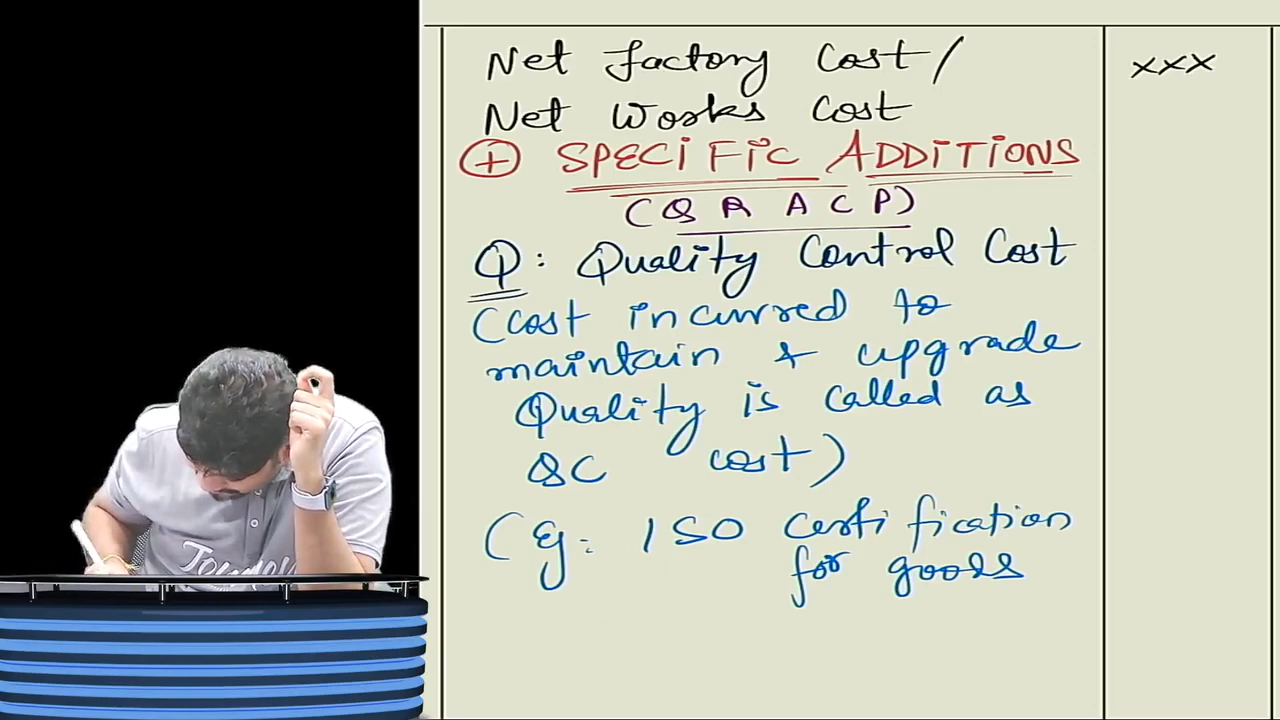 Net Factory Cost / xxx
Net Works Cost
+ SPECiFiC ADDiTiONS
(Q R A C P)
Q: Quality Control Cost
(Cost incurred to
maintain & upgrade
Quality is called as
QC cost)
(Eg: ISO certification
for goods